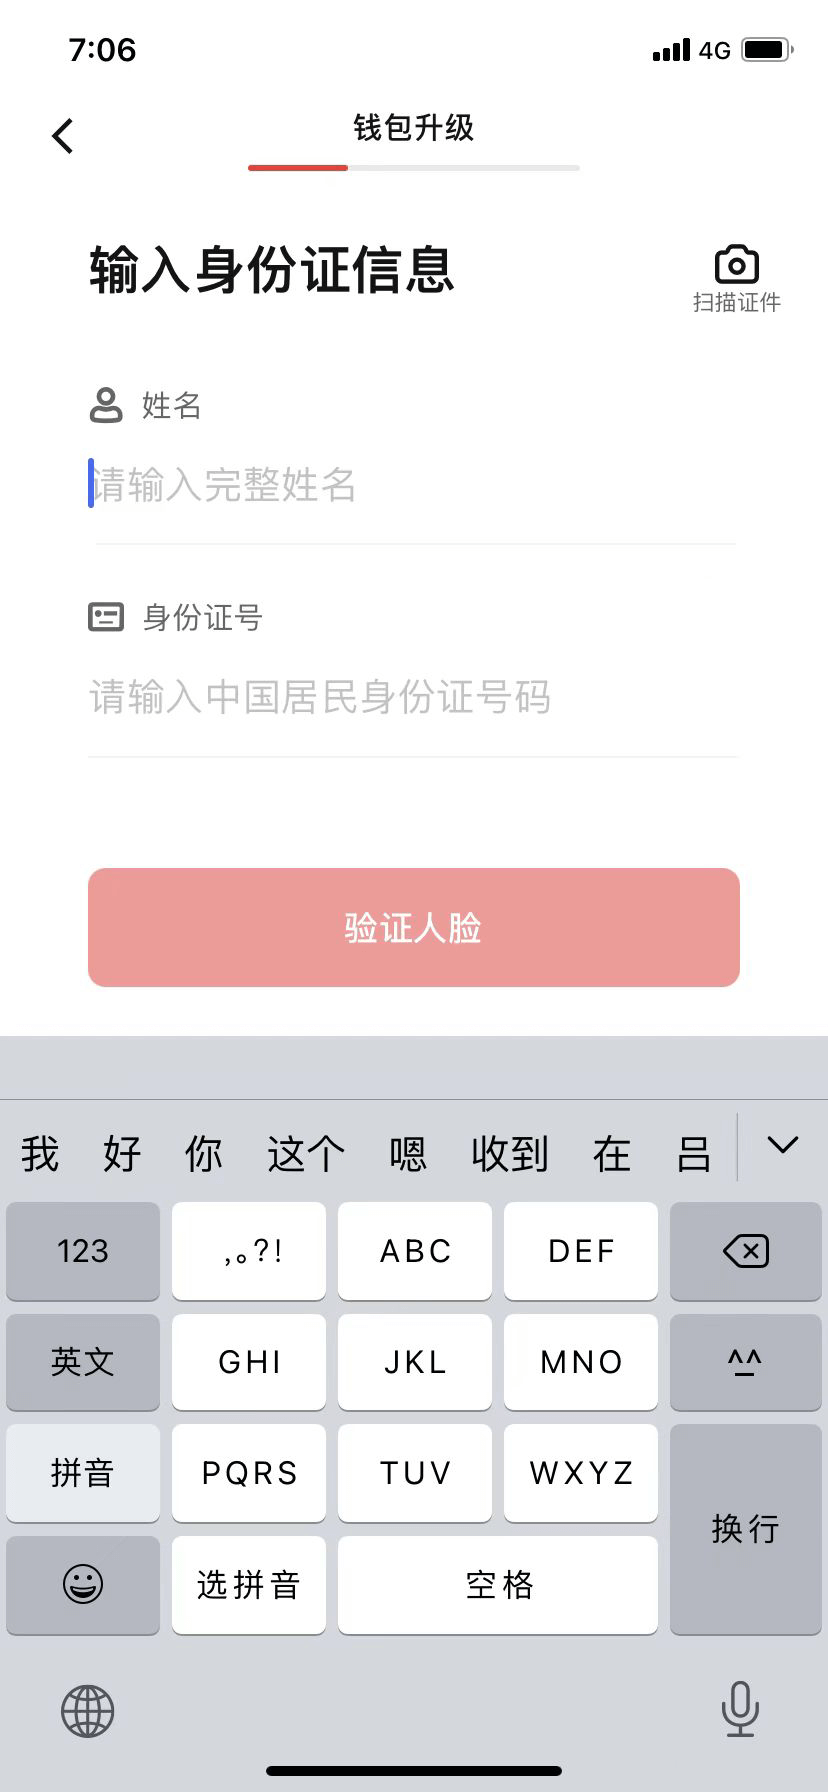 7:06
4G
钱包升级
输入身份证信息
扫描证件
姓名
请输入完整姓名
身份证号
请输入中国居民身份证号码
验证人脸
我 好 你 这个 嗯 收到 在 吕
123 ,。?! ABC DEF
英文 GHI JKL MNO ^^
拼音 PQRS TUV WXYZ
换行
选拼音 空格